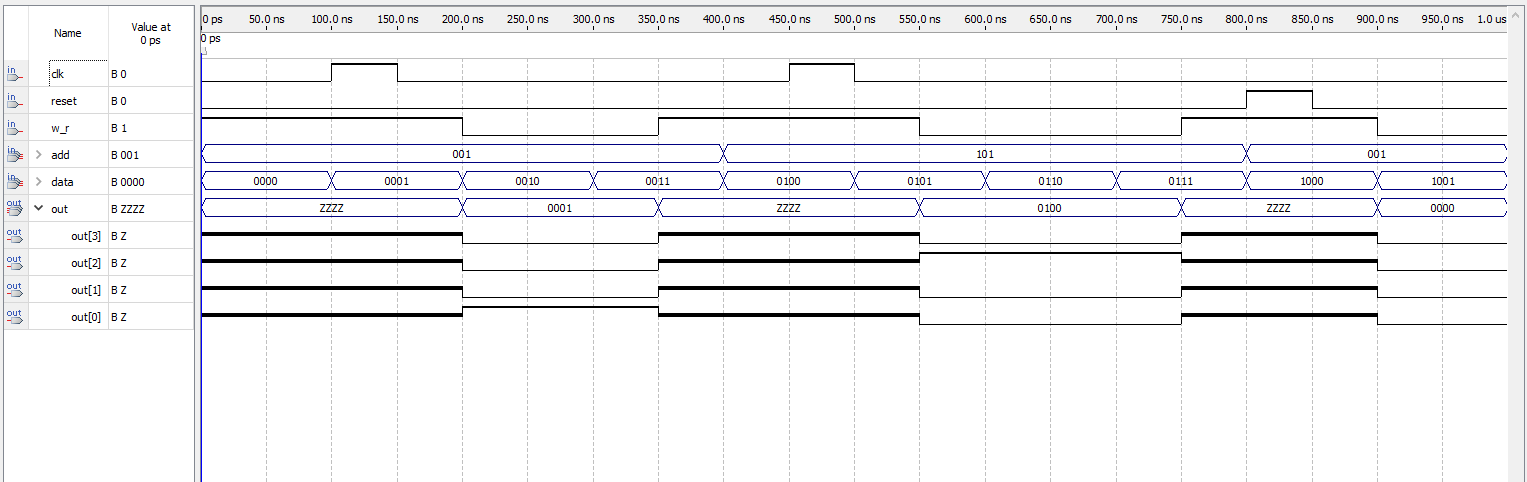 Name Value at 0 ps
0 ps 50.0 ns 100.0 ns 150.0 ns 200.0 ns 250.0 ns 300.0 ns 350.0 ns 400.0 ns 450.0 ns 500.0 ns 550.0 ns 600.0 ns 650.0 ns 700.0 ns 750.0 ns 800.0 ns 850.0 ns 900.0 ns 950.0 ns 1.0 us
0 ps
in clk B 0
in reset B 0
in w_r B 1
in > add B 001 001 101 001
in > data B 0000 0000 0001 0010 0011 0100 0101 0110 0111 1000 1001
out out B ZZZZ ZZZZ 0001 ZZZZ 0100 ZZZZ 0000
out out[3] B Z
out out[2] B Z
out out[1] B Z
out out[0] B Z